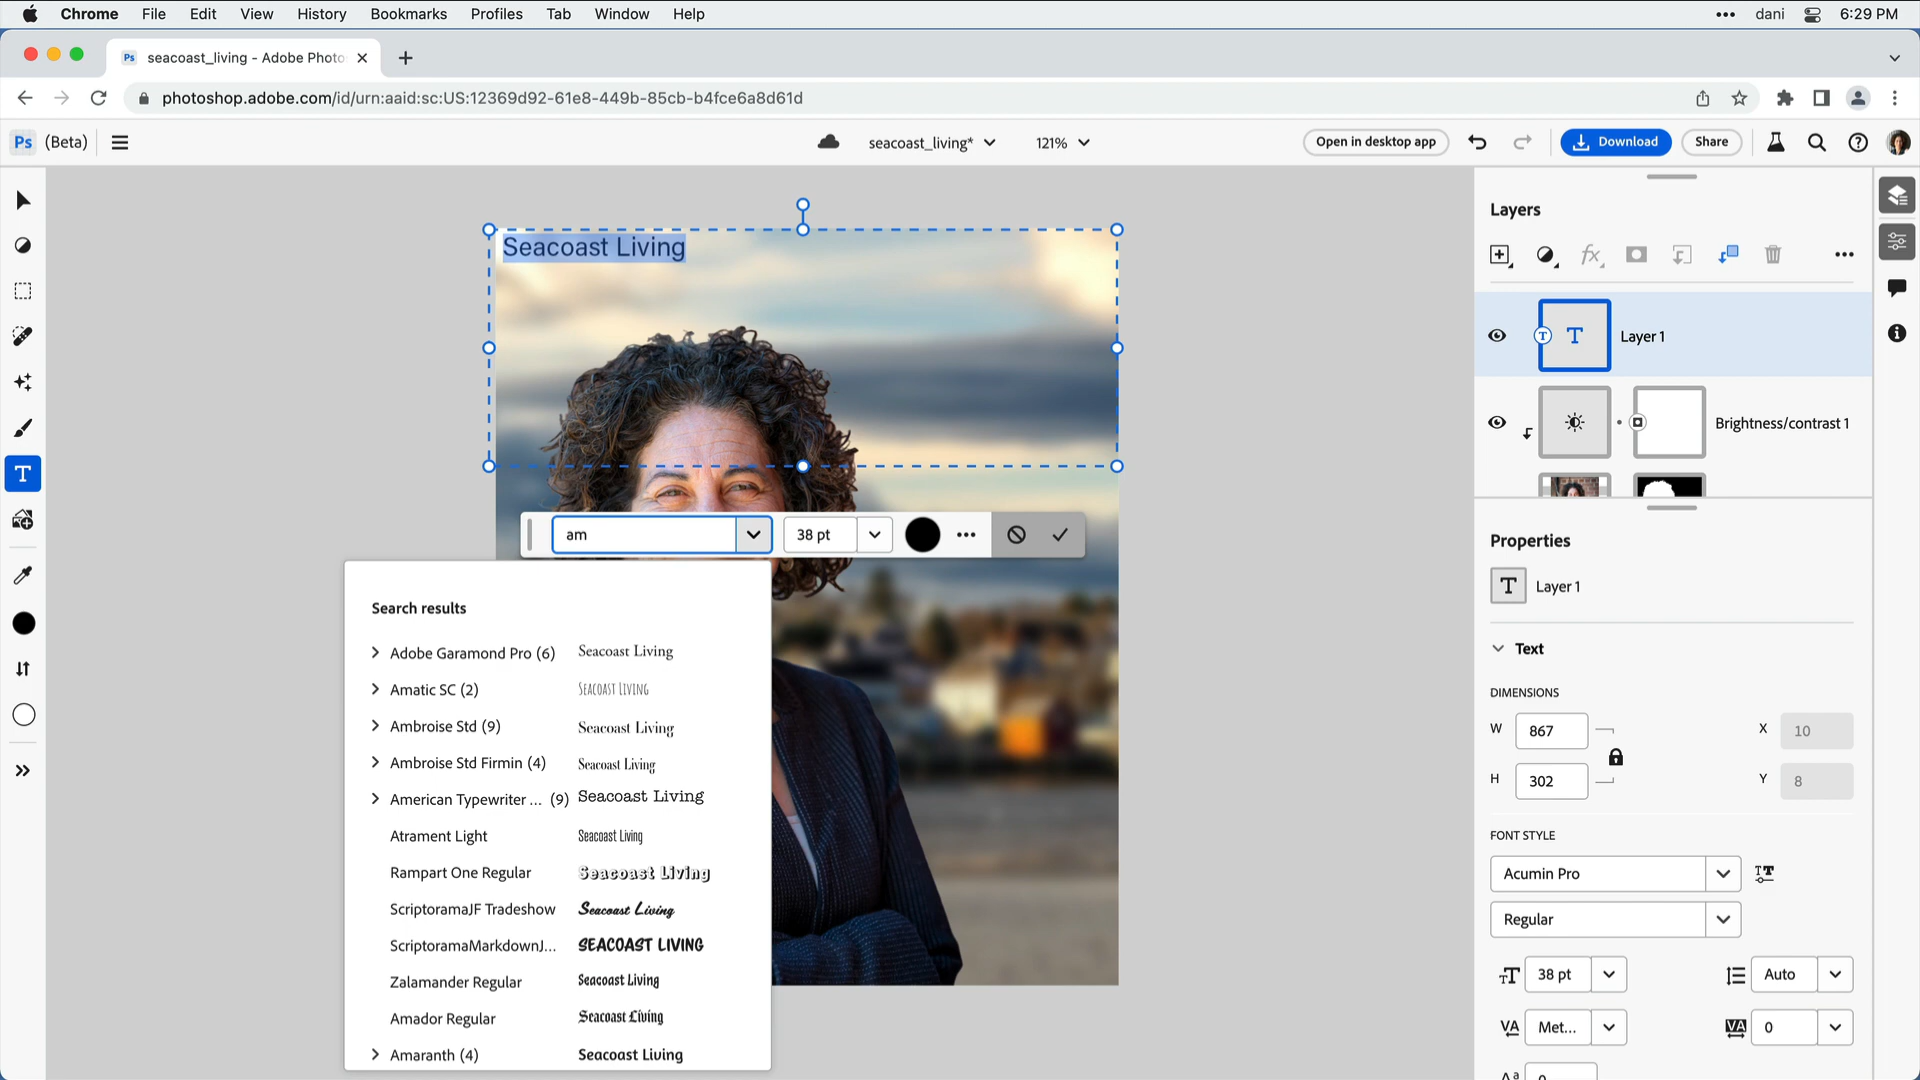 Chrome File Edit View History Bookmarks Profiles Tab Window Help
dani 6:29 PM
Ps seacoast_living - Adobe Photo
photoshop.adobe.com/id/urn:aaid:sc:US:12369d92-61e8-449b-85cb-b4fce6a8d61d
Ps (Beta) seacoast_living* 121% Open in desktop app Download Share
Seacoast Living
am 38 pt
Search results
Adobe Garamond Pro (6) Seacoast Living
Amatic SC (2) SEACOAST LIVING
Ambroise Std (9) Seacoast Living
Ambroise Std Firmin (4) Seacoast Living
American Typewriter ... (9) Seacoast Living
Atrament Light Seacoast Living
Rampart One Regular Seacoast Living
ScriptoramaJF Tradeshow Seacoast Living
ScriptoramaMarkdownJ... SEACOAST LIVING
Zalamander Regular Seacoast Living
Amador Regular Seacoast Living
Amaranth (4) Seacoast Living
Layers
Layer 1
Brightness/contrast 1
Properties
T Layer 1
Text
DIMENSIONS
W 867 X 10
H 302 Y 8
FONT STYLE
Acumin Pro
Regular
38 pt Auto
VA Met... VA 0